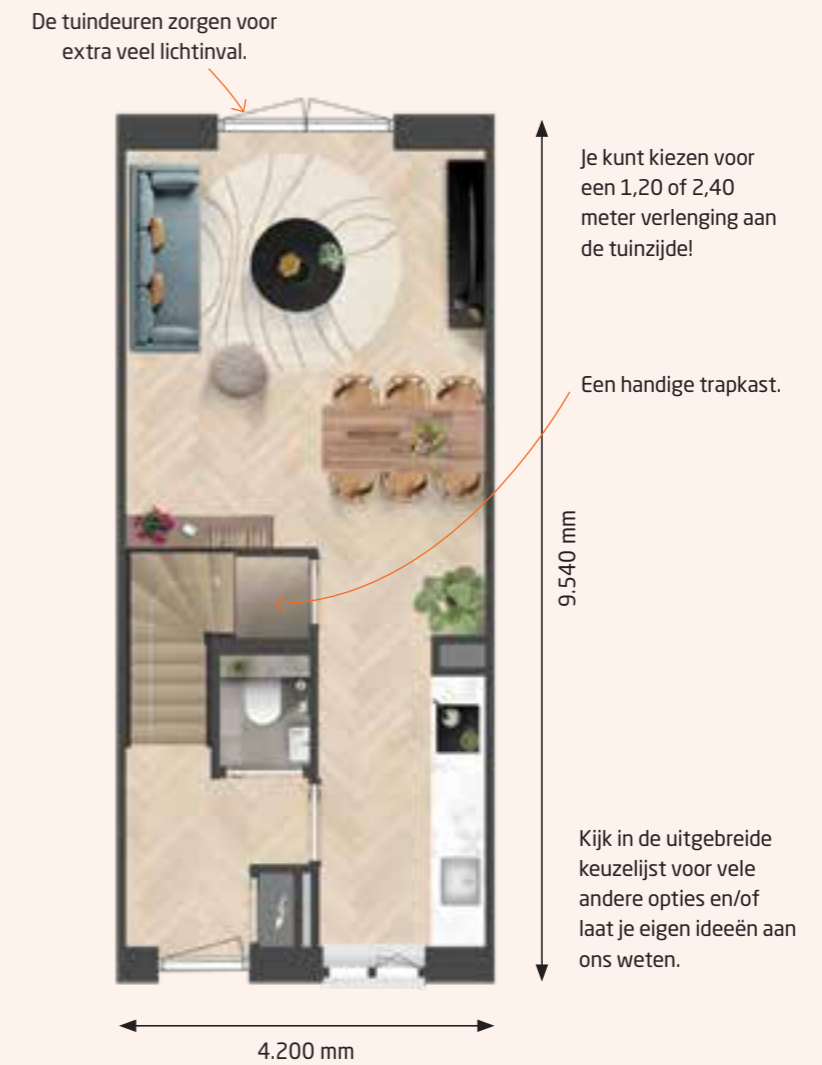 De tuindeuren zorgen voor
extra veel lichtinval.
Je kunt kiezen voor
een 1,20 of 2,40
meter verlenging aan
de tuinzijde!
Een handige trapkast.
9.540 mm
Kijk in de uitgebreide
keuzelijst voor vele
andere opties en/of
laat je eigen ideeën aan
ons weten.
4.200 mm